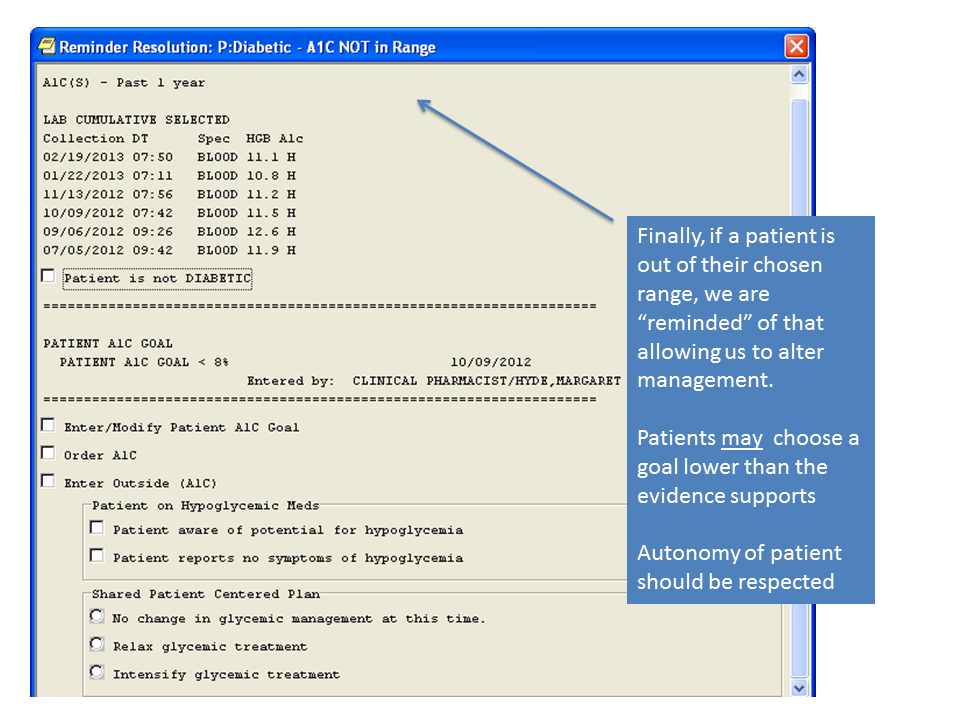 Reminder Resolution: P:Diabetic - A1C NOT in Range
A1C(S) - Past 1 year
LAB CUMULATIVE SELECTED
Collection DT Spec HGB A1c
02/19/2013 07:50 BLOOD 11.1 H
01/22/2013 07:11 BLOOD 10.8 H
11/13/2012 07:56 BLOOD 11.2 H
10/09/2012 07:42 BLOOD 11.5 H
09/06/2012 09:26 BLOOD 12.6 H
07/05/2012 09:42 BLOOD 11.9 H
Patient is not DIABETIC
====================================================================
PATIENT A1C GOAL
PATIENT A1C GOAL < 8% 10/09/2012
Entered by: CLINICAL PHARMACIST/HYDE,MARGARET
====================================================================
Enter/Modify Patient A1C Goal
Order A1C
Enter Outside (A1C)
Patient on Hypoglycemic Meds
Patient aware of potential for hypoglycemia
Patient reports no symptoms of hypoglycemia
Shared Patient Centered Plan
No change in glycemic management at this time.
Relax glycemic treatment
Intensify glycemic treatment
Finally, if a patient is
out of their chosen
range, we are
“reminded” of that
allowing us to alter
management.
Patients may choose a
goal lower than the
evidence supports
Autonomy of patient
should be respected